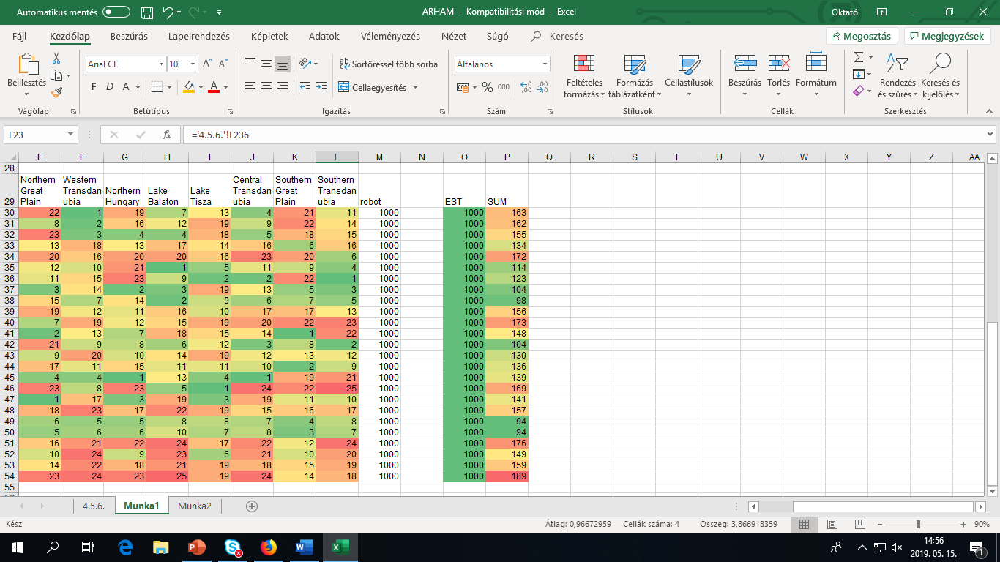 Automatikus mentés ARHAM - Kompatibilitási mód - Excel Oktató
Fájl Kezdőlap Beszúrás Lapelrendezés Képletek Adatok Véleményezés Nézet Súgó Keresés Megosztás Megjegyzések
Beillesztés
Arial CE 10
F D A
Sortöréssel több sorba
Cellaegyesítés
Általános
% 000
Feltételes formázás
Formázás táblázatként
Cellastílusok
Beszúrás Törlés Formátum
Rendezés és szűrés
Keresés és kijelölés
Vágólap Betűtípus Igazítás Szám Stílusok Cellák Szerkesztés
L23 fx ='4.5.6.'!L236
E F G H I J K L M N O P Q R S T U V W X Y Z AA
28
29 Northern Great Plain Western Transdanubia Northern Hungary Lake Balaton Lake Tisza Central Transdanubia Southern Great Plain Southern Transdanubia robot EST SUM
30 22 1 19 7 13 4 21 11 1000 1000 163
31 8 2 16 12 19 9 22 14 1000 1000 162
32 23 3 4 4 18 5 18 15 1000 1000 155
33 13 18 13 17 14 16 6 16 1000 1000 134
34 20 16 20 20 16 23 20 6 1000 1000 172
35 12 10 21 1 5 11 9 4 1000 1000 114
36 11 15 23 9 2 2 22 1 1000 1000 123
37 3 14 2 3 19 13 5 3 1000 1000 104
38 15 7 14 2 9 6 7 5 1000 1000 98
39 19 12 11 16 10 17 17 13 1000 1000 156
40 7 19 12 15 19 20 22 23 1000 1000 173
41 2 13 7 18 15 14 1 22 1000 1000 148
42 21 9 8 6 12 3 8 2 1000 1000 104
43 9 20 10 14 19 12 13 12 1000 1000 130
44 17 11 15 11 11 10 2 9 1000 1000 136
45 4 4 1 13 4 1 19 21 1000 1000 139
46 23 8 23 5 1 24 22 25 1000 1000 169
47 1 17 3 19 3 19 11 10 1000 1000 141
48 18 23 17 22 19 15 16 17 1000 1000 157
49 6 5 5 8 8 7 4 8 1000 1000 94
50 5 6 6 10 7 8 3 7 1000 1000 94
51 16 21 22 24 17 22 12 24 1000 1000 176
52 10 24 9 23 6 21 10 20 1000 1000 149
53 14 22 18 21 19 18 15 19 1000 1000 159
54 23 24 23 25 19 24 14 18 1000 1000 189
55
4.5.6. Munka1 Munka2
Kész Átlag: 0,96672959 Cellák száma: 4 Összeg: 3,866918359 90%
14:56
2019. 05. 15.
1